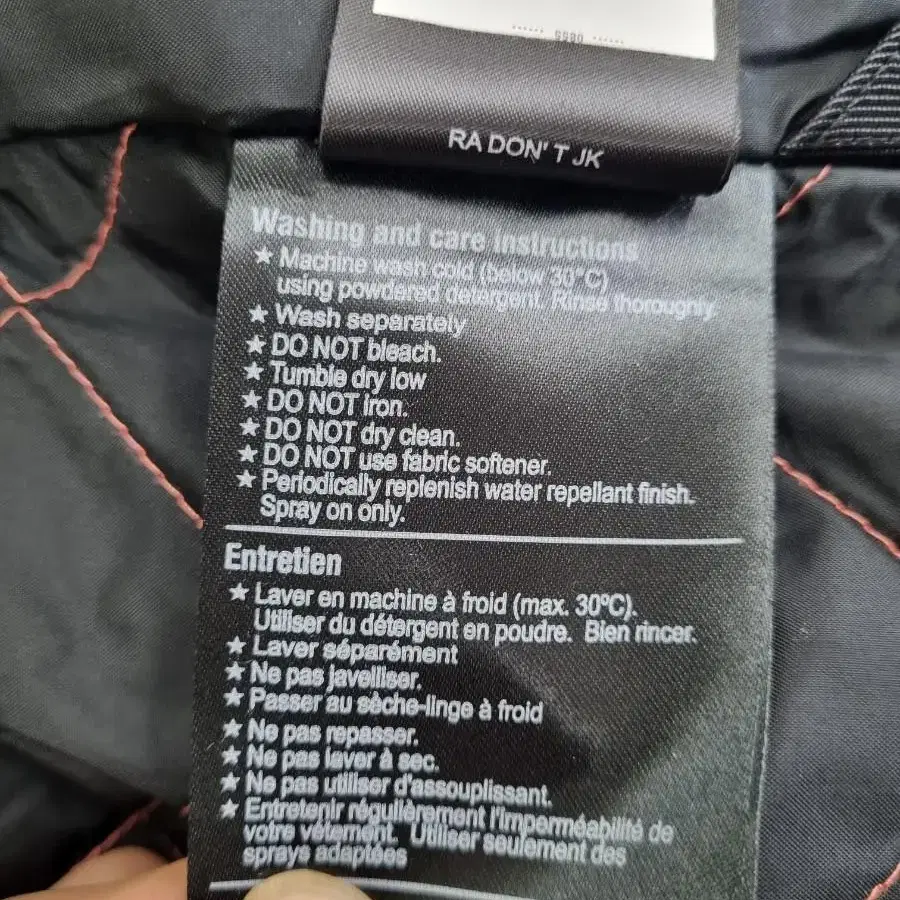 RA DON'T JK
Washing and care instructions
★ Machine wash cold (below 30°C)
using powdered detergent. Rinse thoroughly.
★ Wash separately
★ DO NOT bleach.
★ Tumble dry low
★ DO NOT iron.
★ DO NOT dry clean.
★ DO NOT use fabric softener.
★ Periodically replenish water repellant finish.
Spray on only.
Entretien
★ Laver en machine à froid (max. 30ºC).
Utiliser du détergent en poudre. Bien rincer.
★ Laver séparément
★ Ne pas javelliser.
★ Passer au sèche-linge à froid
★ Ne pas repasser.
★ Ne pas laver à sec.
★ Ne pas utiliser d'assouplissant.
★ Entretenir régulièrement l'imperméabilité de
votre vêtement. Utiliser seulement des
sprays adaptées